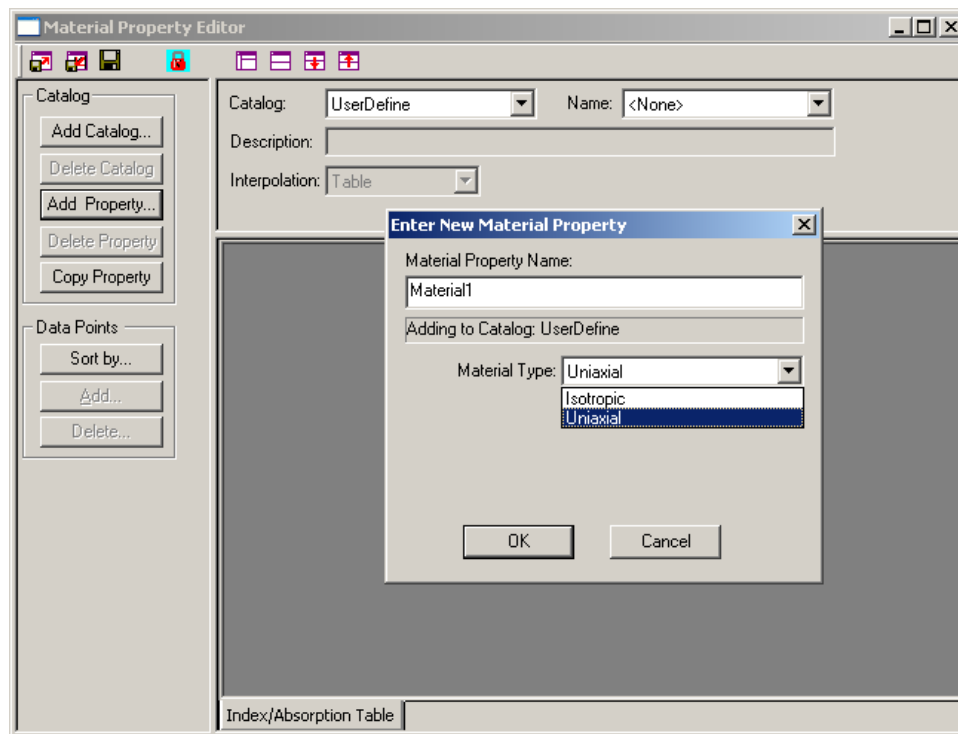 Material Property Editor
Catalog
Add Catalog...
Delete Catalog
Add Property...
Delete Property
Copy Property
Data Points
Sort by...
Add...
Delete...
Catalog: UserDefine Name: <None>
Description:
Interpolation: Table
Enter New Material Property
Material Property Name:
Material1
Adding to Catalog: UserDefine
Material Type: Uniaxial
Isotropic
Uniaxial
OK Cancel
Index/Absorption Table